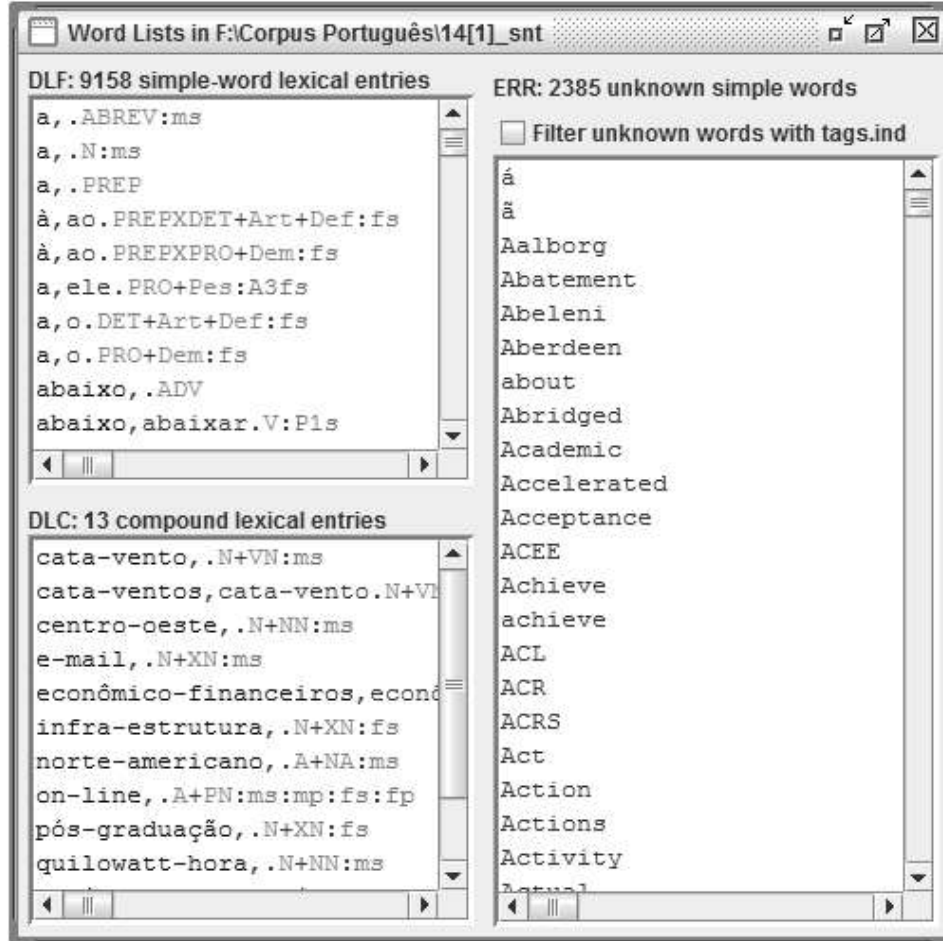 Word Lists in F:\Corpus Português\14[1]_snt
DLF: 9158 simple-word lexical entries
a,.ABREV:ms
a,.N:ms
a,.PREP
à,ao.PREPXDET+Art+Def:fs
à,ao.PREPXPRO+Dem:fs
a,ele.PRO+Pes:A3fs
a,o.DET+Art+Def:fs
a,o.PRO+Dem:fs
abaixo,.ADV
abaixo,abaixar.V:P1s
DLC: 13 compound lexical entries
cata-vento,.N+VN:ms
cata-ventos,cata-vento.N+VN
centro-oeste,.N+NN:ms
e-mail,.N+XN:ms
econômico-financeiros,econô
infra-estrutura,.N+XN:fs
norte-americano,.A+NA:ms
on-line,.A+PN:ms:mp:fs:fp
pós-graduação,.N+XN:fs
quilowatt-hora,.N+NN:ms
ERR: 2385 unknown simple words
Filter unknown words with tags.ind
á
ã
Aalborg
Abatement
Abeleni
Aberdeen
about
Abridged
Academic
Accelerated
Acceptance
ACEE
Achieve
achieve
ACL
ACR
ACRS
Act
Action
Actions
Activity
Actual